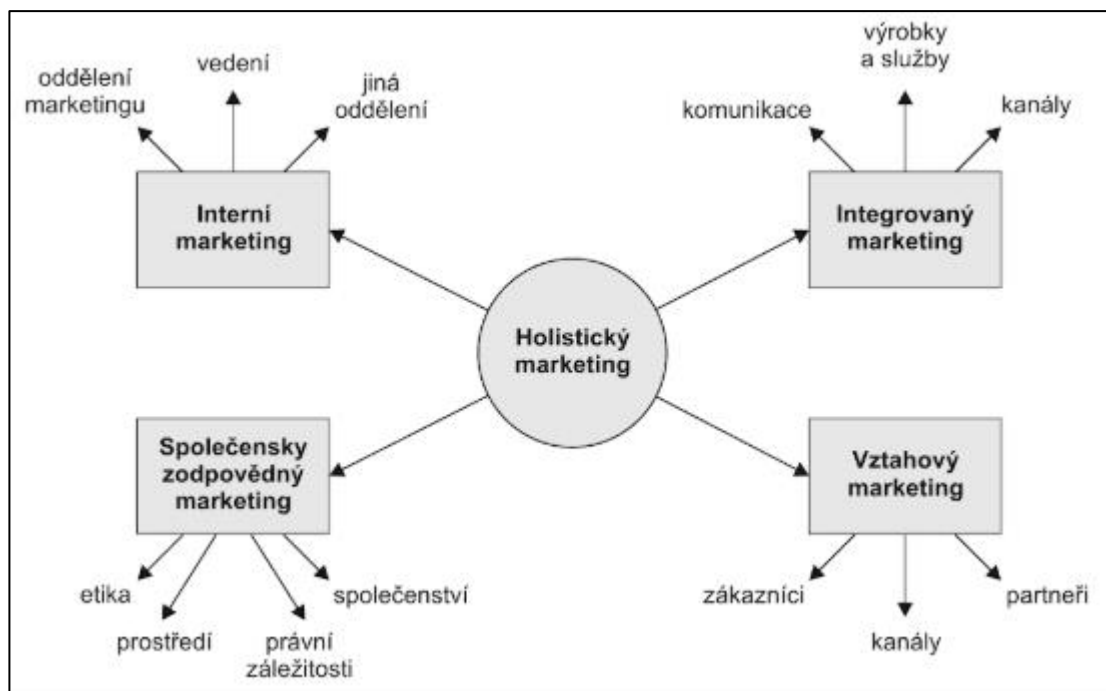 oddělení
marketingu
vedení
jiná
oddělení
Interní
marketing
výrobky
a služby
komunikace
kanály
Integrovaný
marketing
Holistický
marketing
Společensky
zodpovědný
marketing
etika
prostředí
právní
záležitosti
společenství
Vztahový
marketing
zákazníci
kanály
partneři